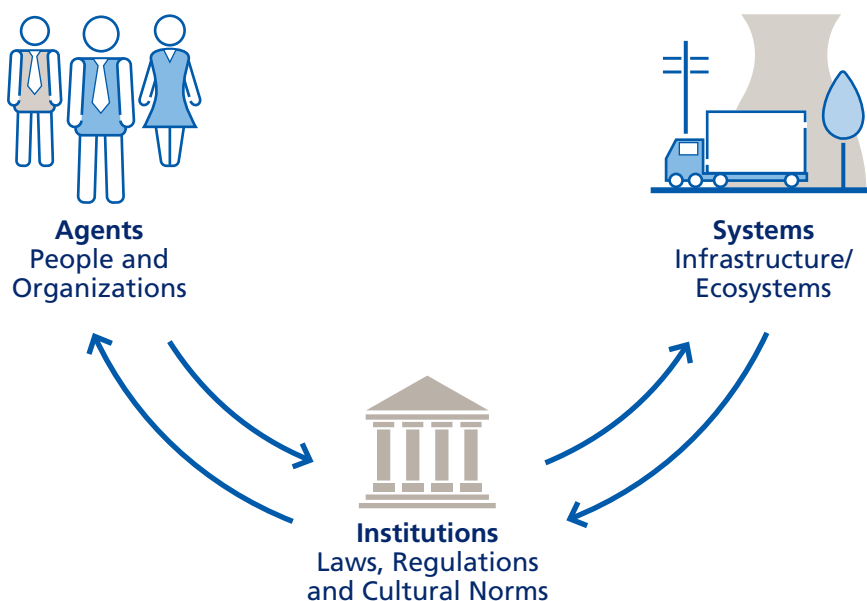 Agents
People and
Organizations
Systems
Infrastructure/
Ecosystems
Institutions
Laws, Regulations
and Cultural Norms